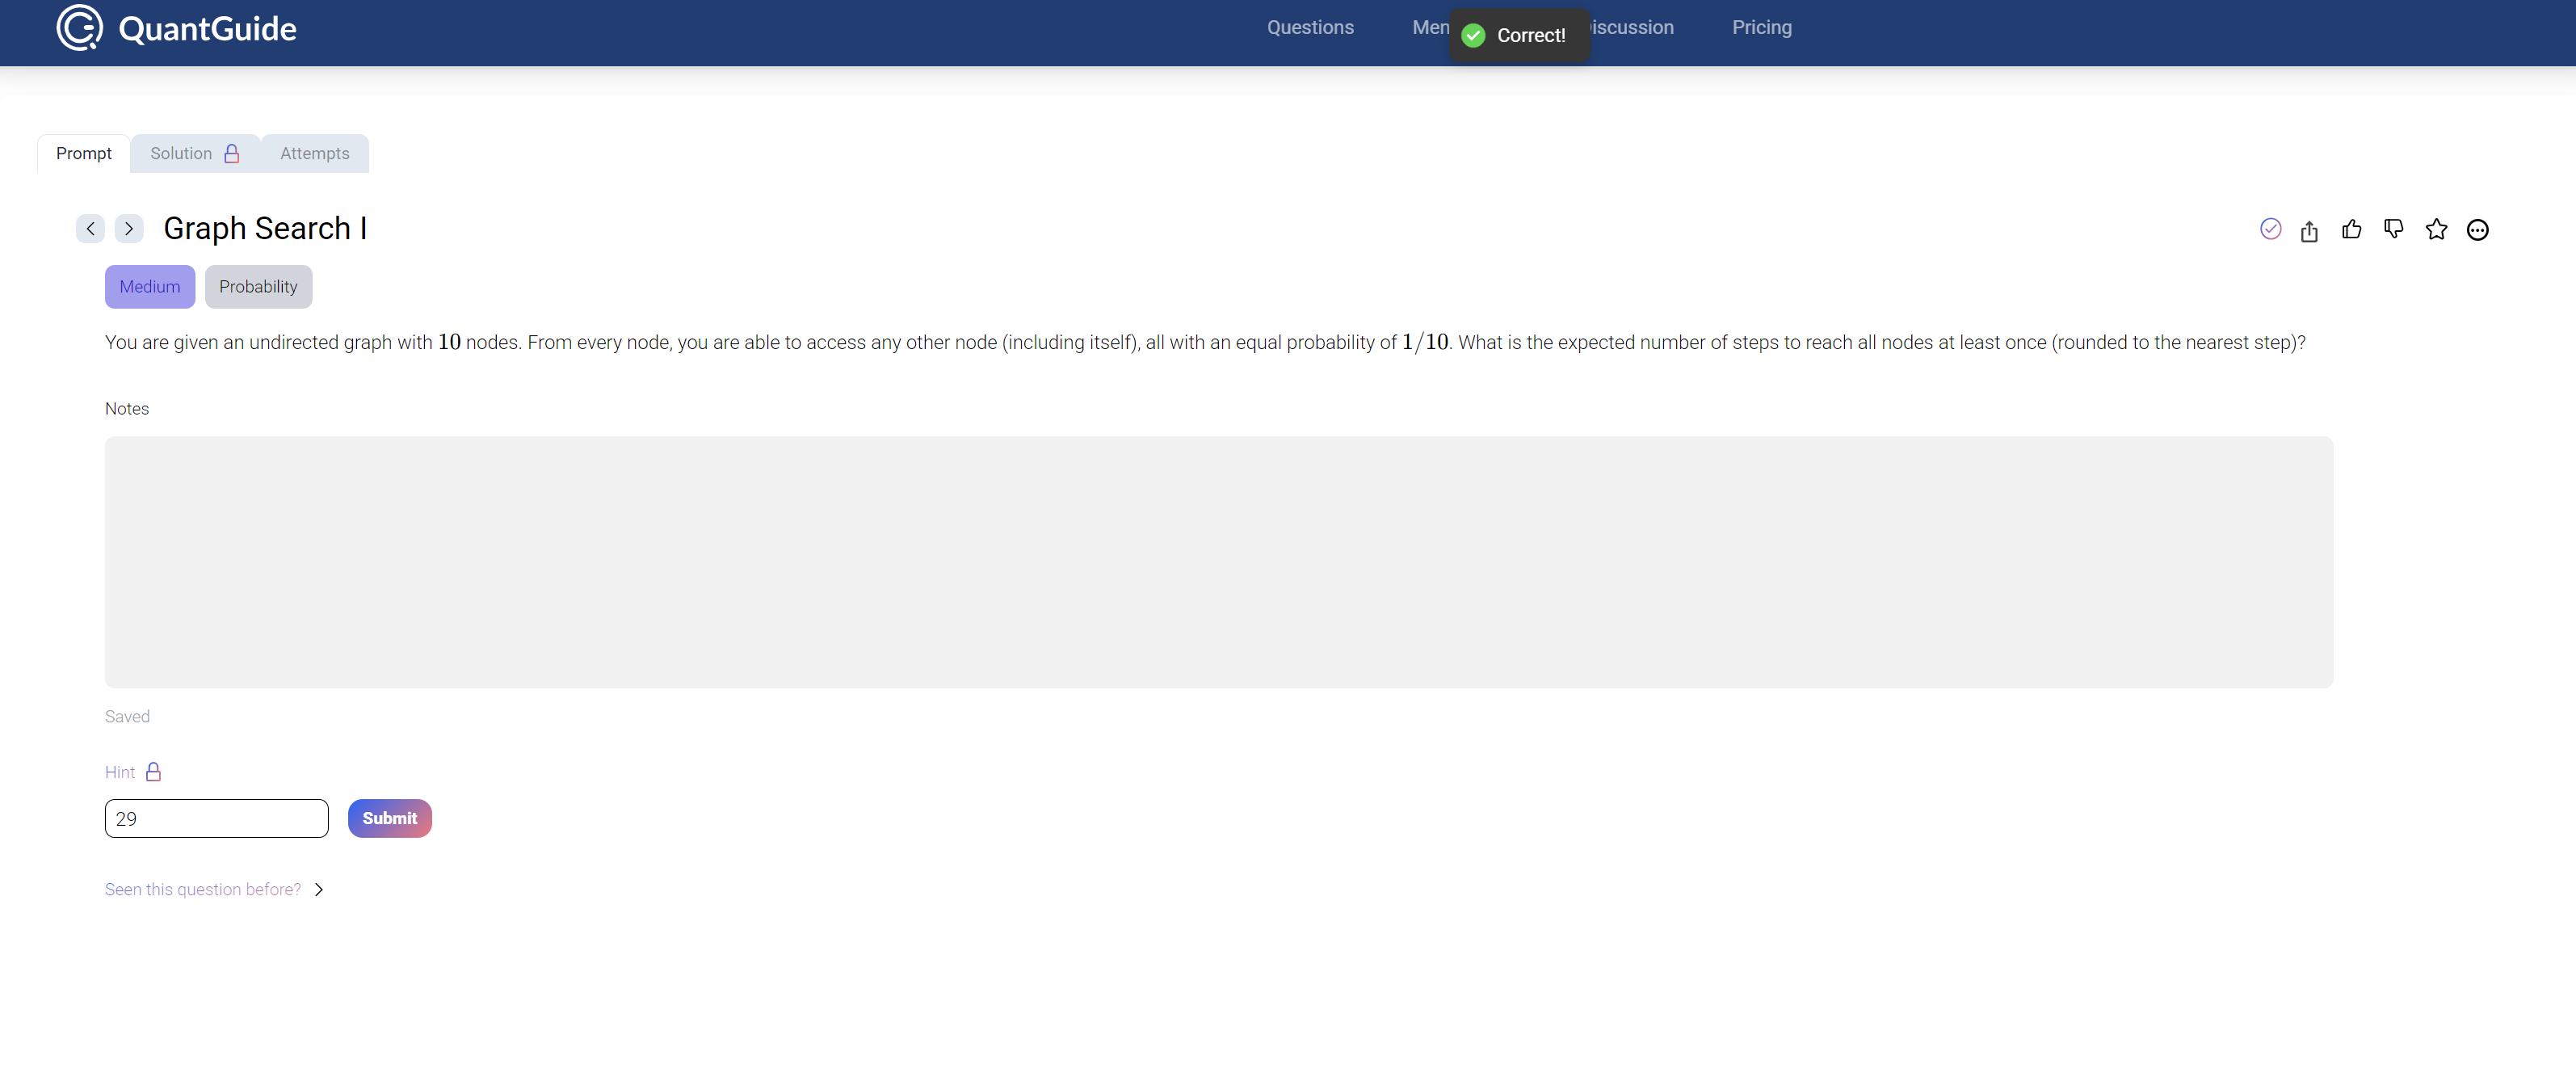 QuantGuide
Questions
Men
Correct!
iscussion
Pricing
Prompt
Solution
Attempts
Graph Search I
Medium
Probability
You are given an undirected graph with 10 nodes. From every node, you are able to access any other node (including itself), all with an equal probability of 1/10. What is the expected number of steps to reach all nodes at least once (rounded to the nearest step)?
Notes
Saved
Hint
29
Submit
Seen this question before?